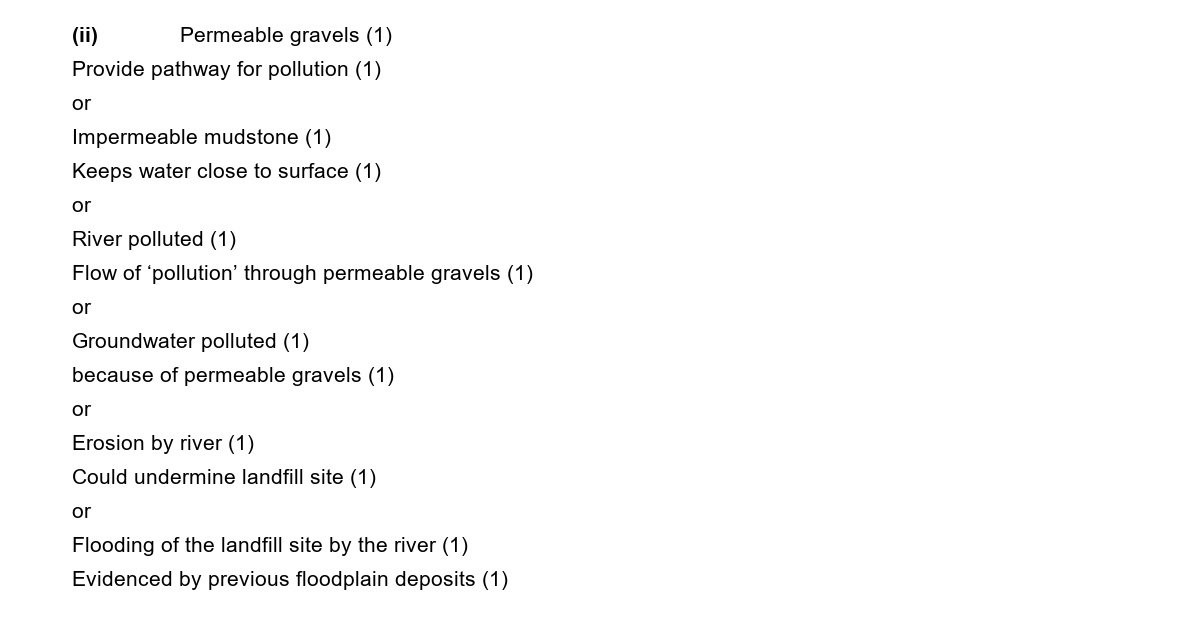 (ii) Permeable gravels (1)
Provide pathway for pollution (1)
or
Impermeable mudstone (1)
Keeps water close to surface (1)
or
River polluted (1)
Flow of ‘pollution’ through permeable gravels (1)
or
Groundwater polluted (1)
because of permeable gravels (1)
or
Erosion by river (1)
Could undermine landfill site (1)
or
Flooding of the landfill site by the river (1)
Evidenced by previous floodplain deposits (1)